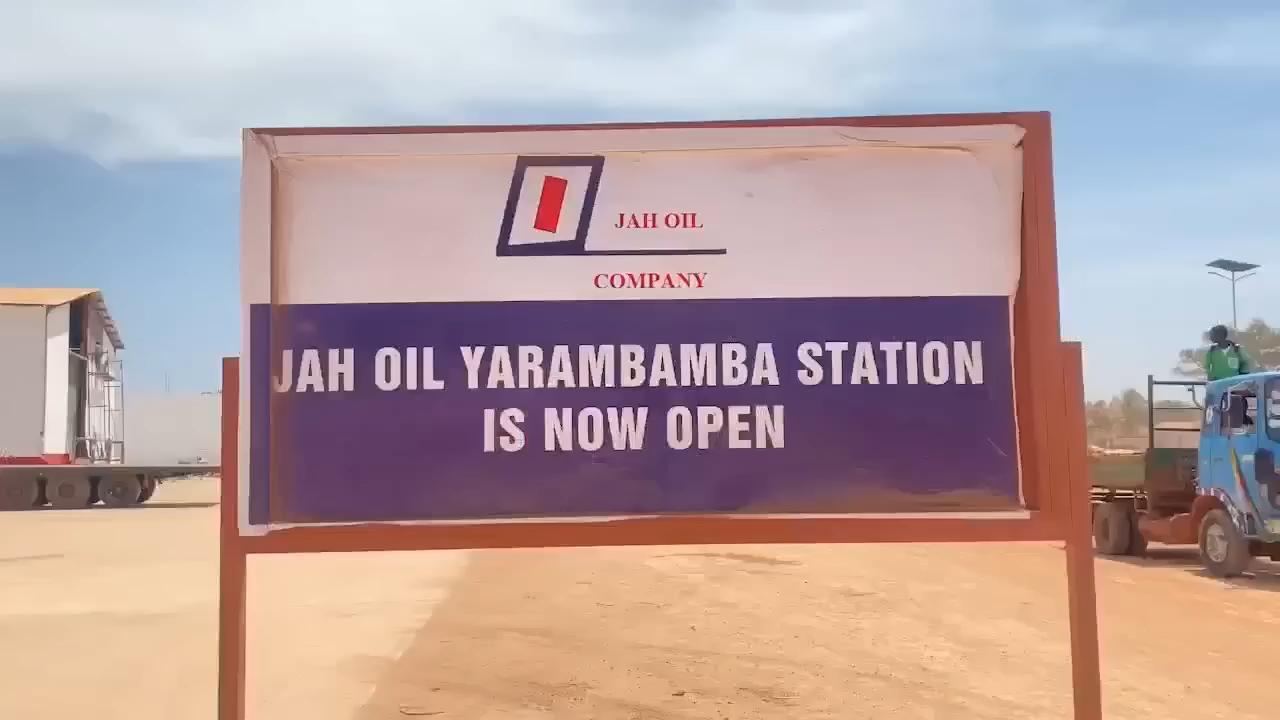 JAH OIL
COMPANY
JAH OIL YARAMBAMBA STATION
IS NOW OPEN